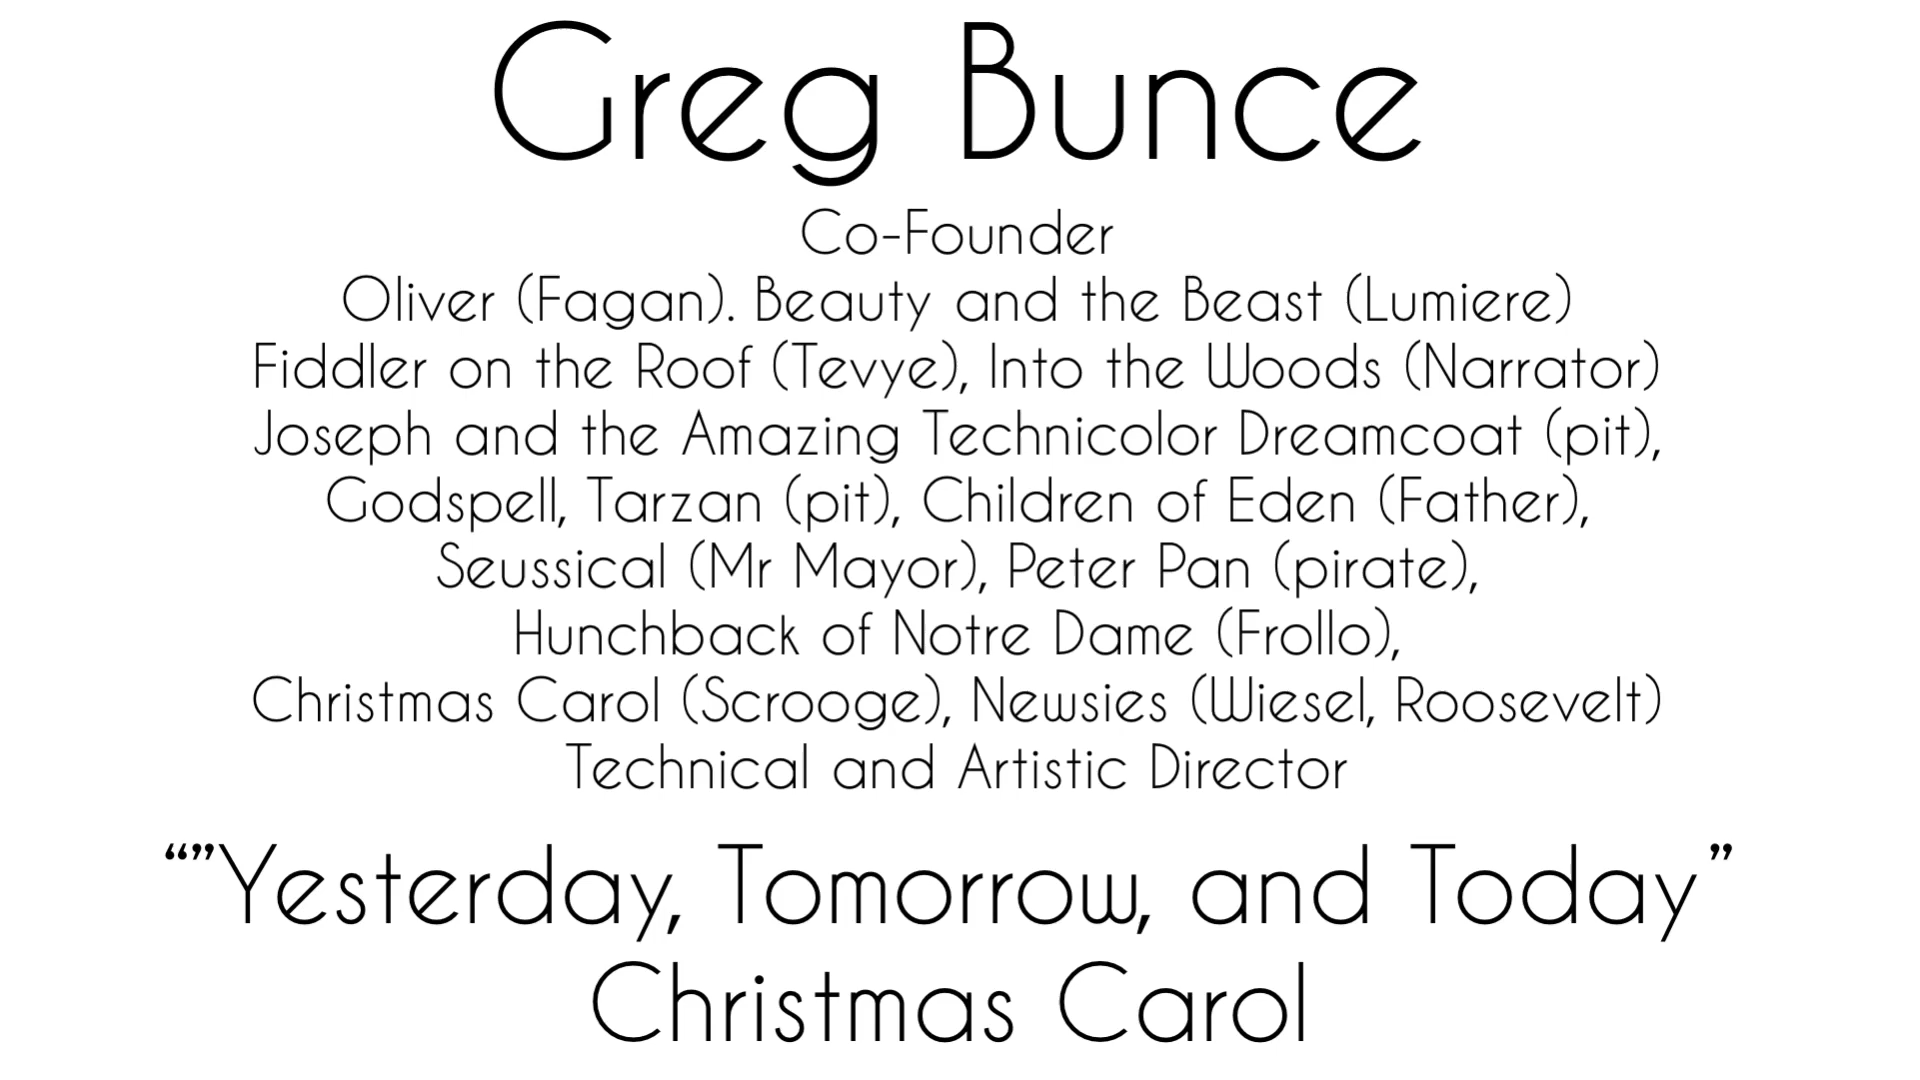 Greg Bunce
Co-Founder
Oliver (Fagan). Beauty and the Beast (Lumiere)
Fiddler on the Roof (Tevye), Into the Woods (Narrator)
Joseph and the Amazing Technicolor Dreamcoat (pit),
Godspell, Tarzan (pit), Children of Eden (Father),
Seussical (Mr Mayor), Peter Pan (pirate),
Hunchback of Notre Dame (Frollo),
Christmas Carol (Scrooge), Newsies (Wiesel, Roosevelt)
Technical and Artistic Director
“”Yesterday, Tomorrow, and Today”
Christmas Carol